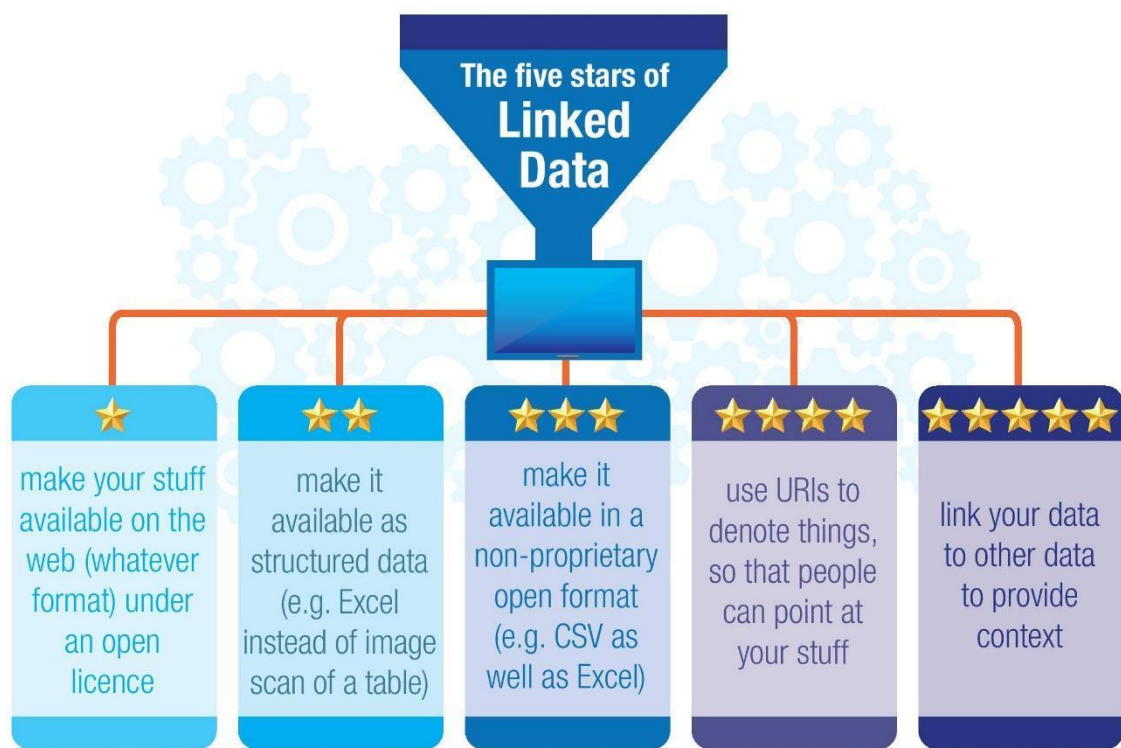 The five stars of
Linked
Data
make your stuff
available on the
web (whatever
format) under
an open
licence
make it
available as
structured data
(e.g. Excel
instead of image
scan of a table)
make it
available in a
non-proprietary
open format
(e.g. CSV as
well as Excel)
use URIs to
denote things,
so that people
can point at
your stuff
link your data
to other data
to provide
context